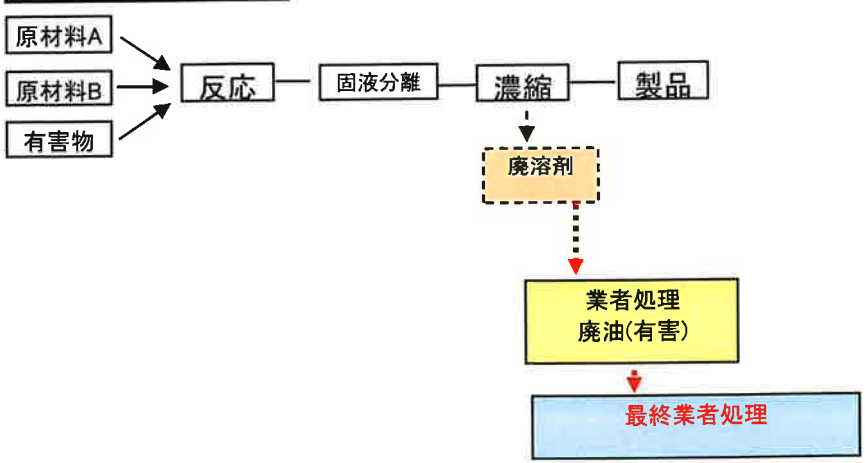 原材料A
原材料B
有害物
反応
固液分離
濃縮
製品
廃溶剤
業者処理
廃油(有害)
最終業者処理